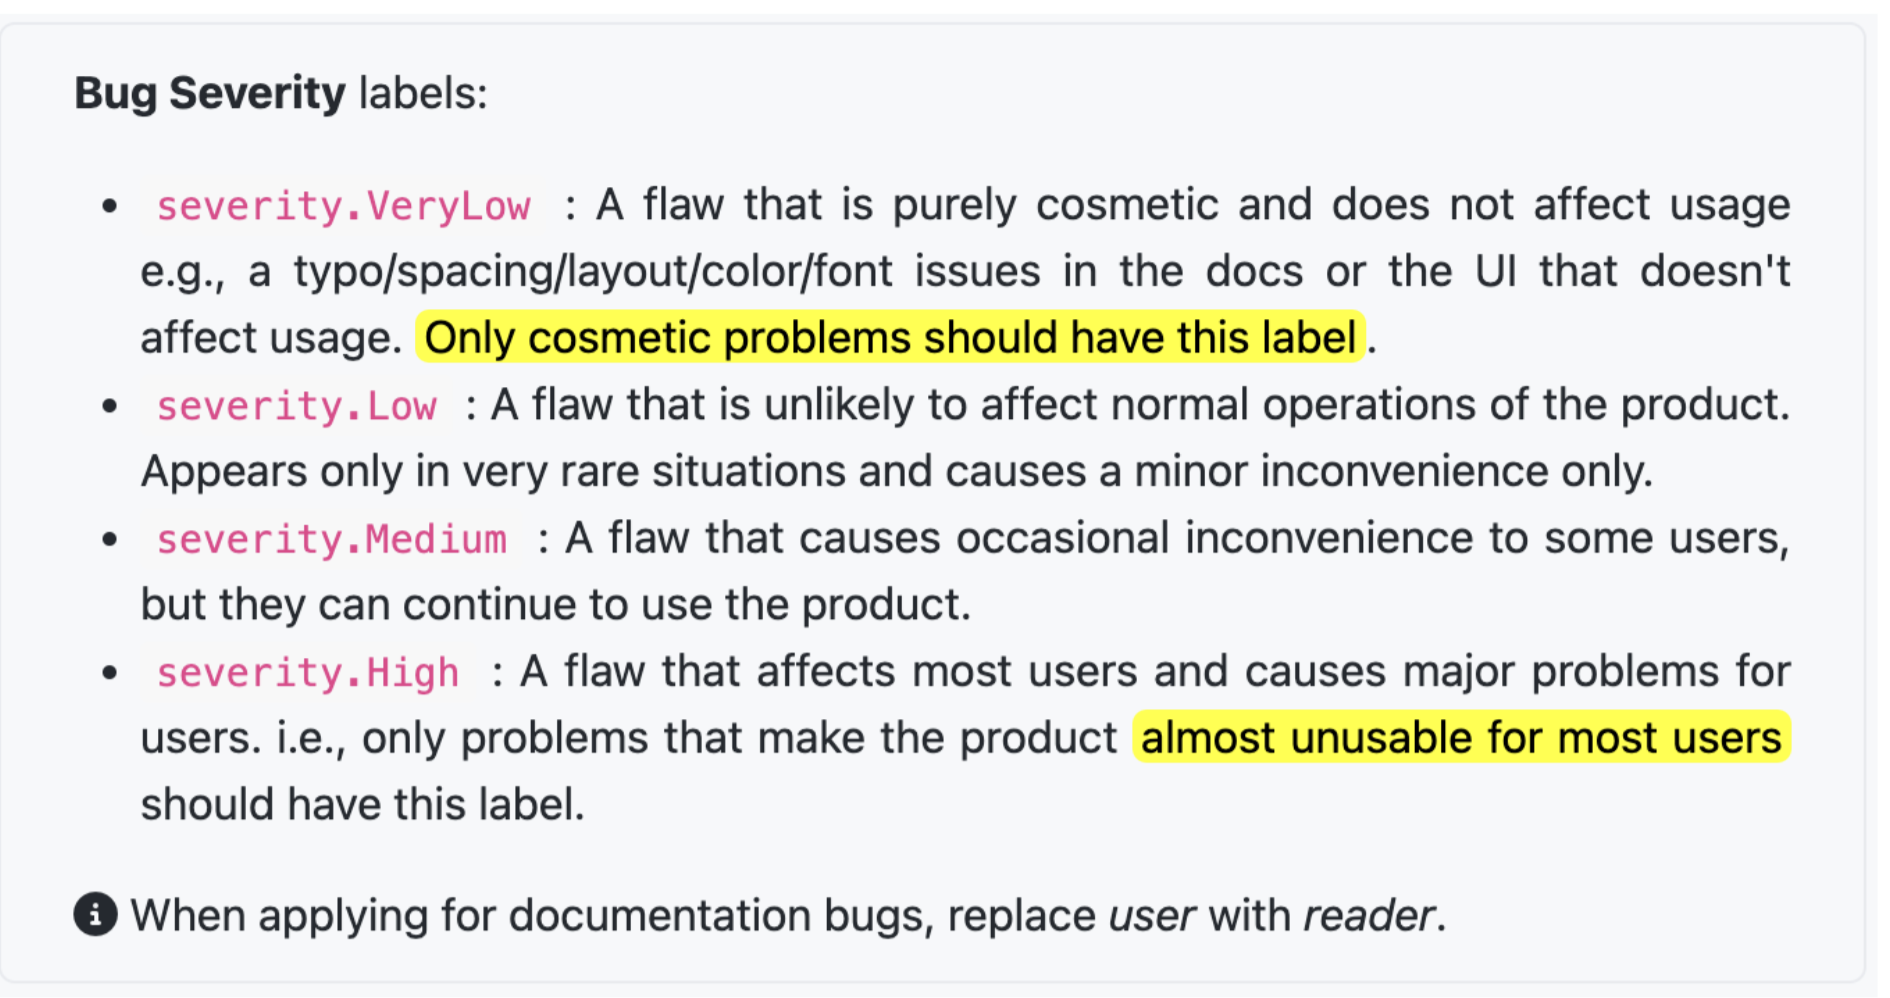 Bug Severity labels:
severity.VeryLow : A flaw that is purely cosmetic and does not affect usage
e.g., a typo/spacing/layout/color/font issues in the docs or the UI that doesn't
affect usage. Only cosmetic problems should have this label.
severity.Low : A flaw that is unlikely to affect normal operations of the product.
Appears only in very rare situations and causes a minor inconvenience only.
severity.Medium : A flaw that causes occasional inconvenience to some users,
but they can continue to use the product.
severity.High : A flaw that affects most users and causes major problems for
users. i.e., only problems that make the product almost unusable for most users
should have this label.
When applying for documentation bugs, replace user with reader.